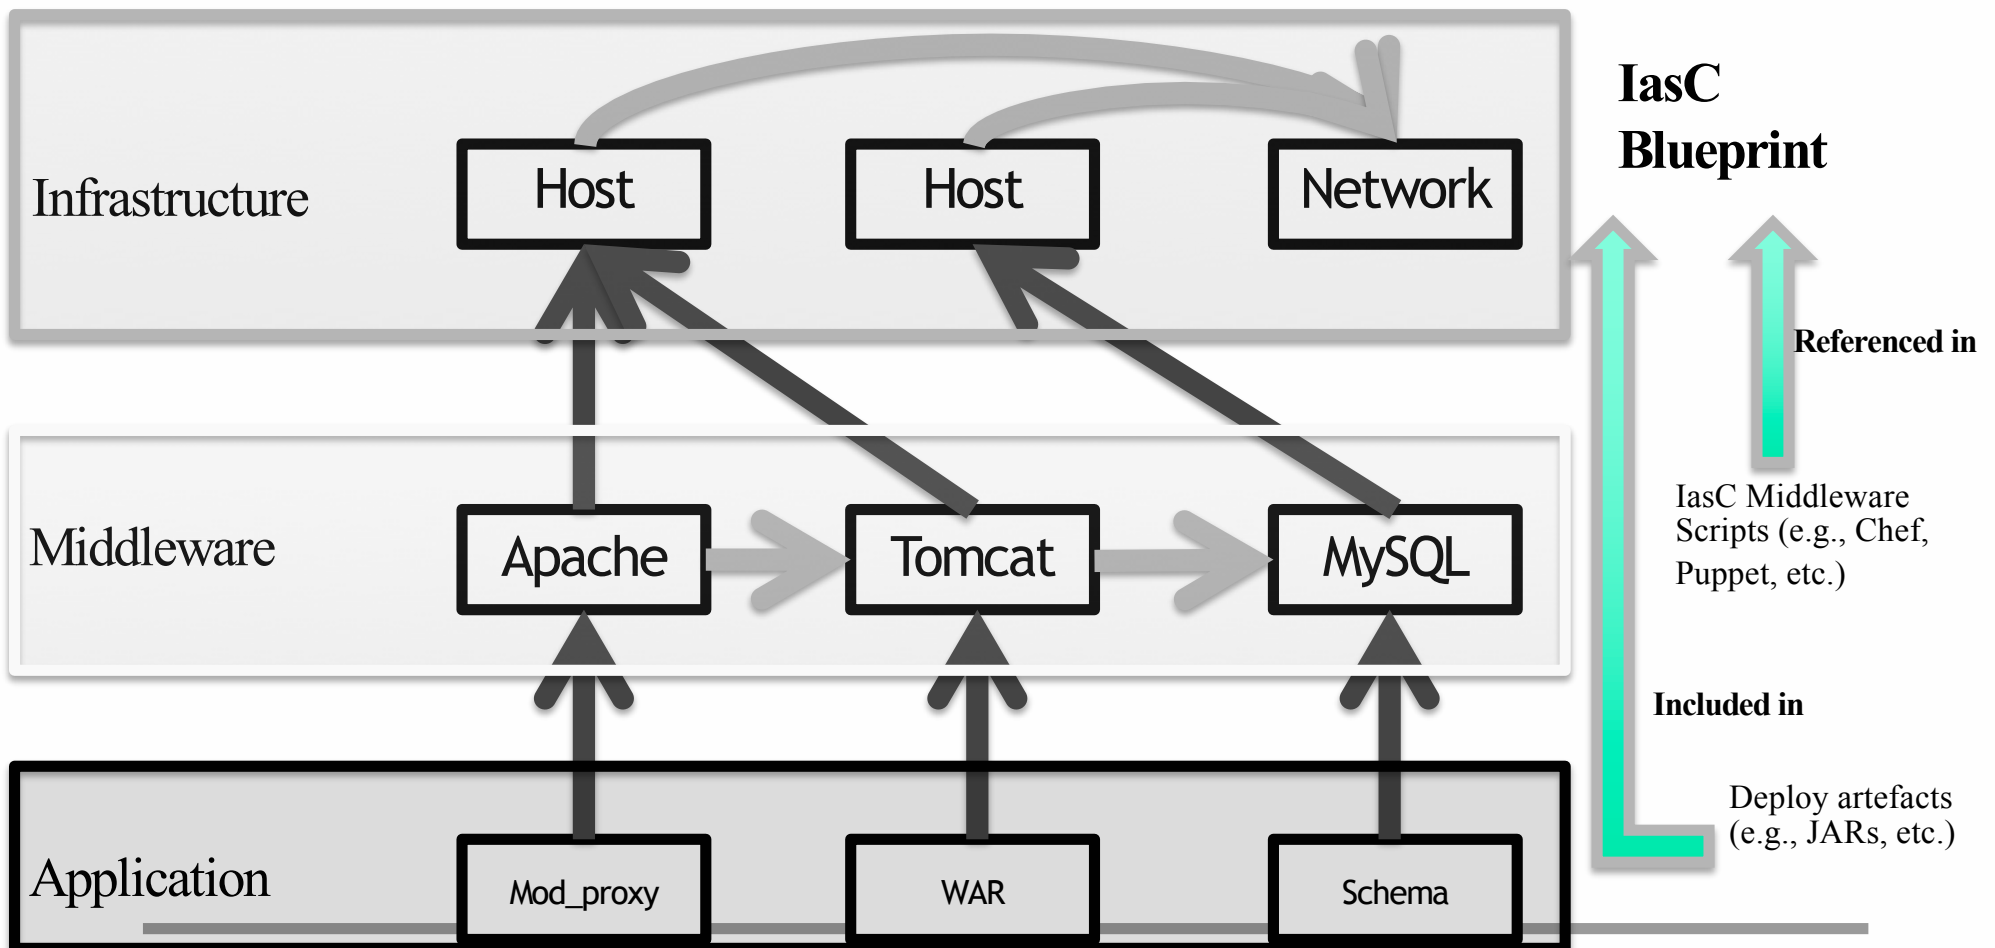 IasC
Blueprint
Infrastructure
Host
Host
Network
Referenced in
IasC Middleware
Scripts (e.g., Chef,
Puppet, etc.)
Middleware
Apache
Tomcat
MySQL
Included in
Deploy artefacts
(e.g., JARs, etc.)
Application
Mod_proxy
WAR
Schema